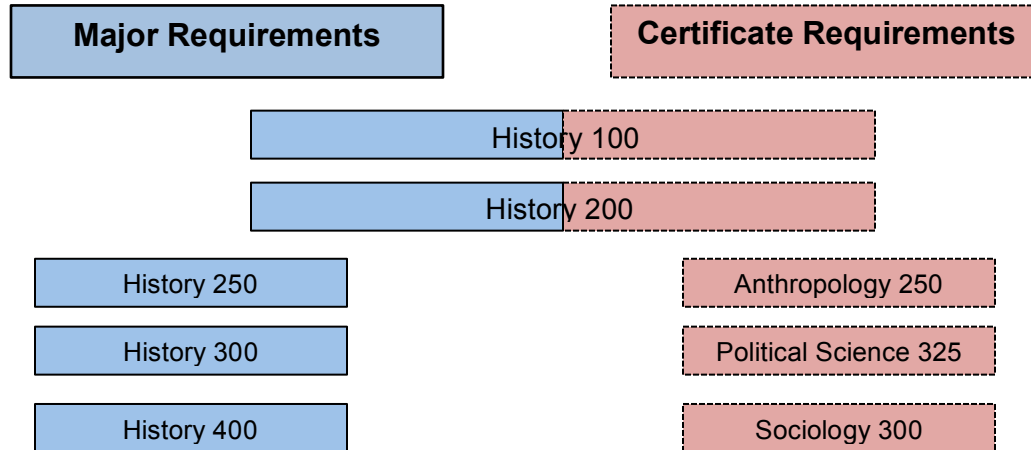 Major Requirements
Certificate Requirements
History 100
History 200
History 250
Anthropology 250
History 300
Political Science 325
History 400
Sociology 300